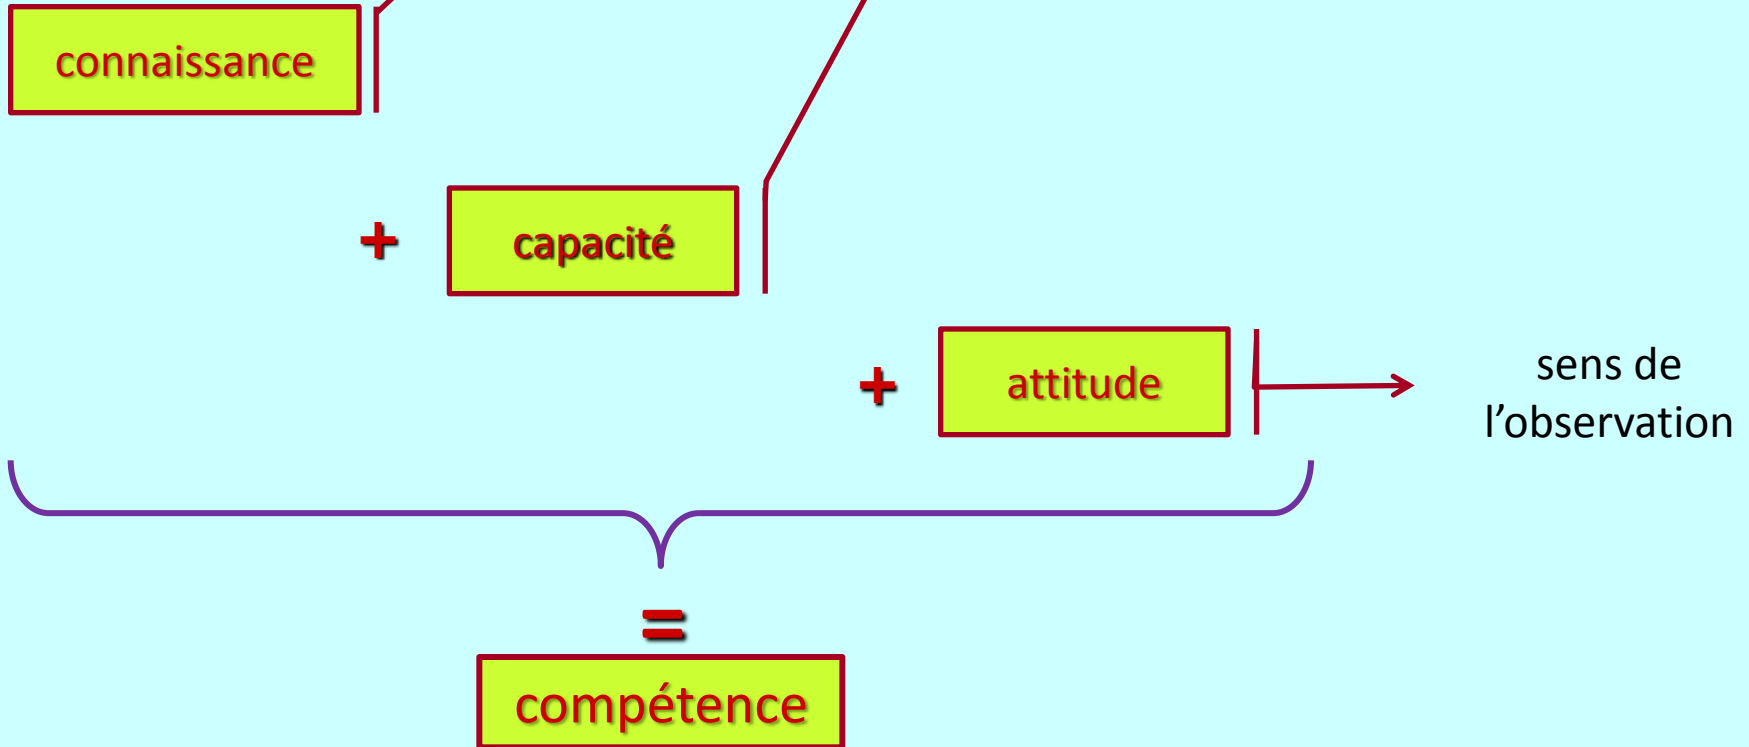 connaissance
+ capacité
+ attitude
sens de
l’observation
=
compétence